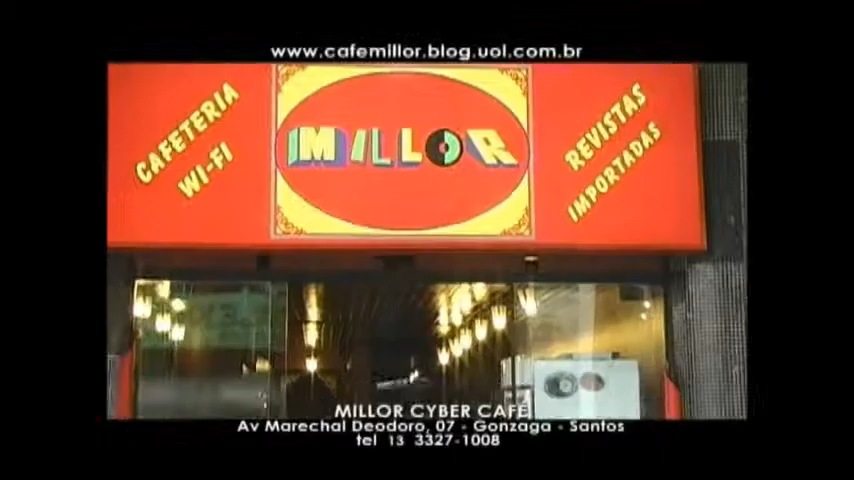 www.cafemillor.blog.uol.com.br
CAFETERIA
WI-FI
MILLOR
REVISTAS
IMPORTADAS
MILLOR CYBER CAFÉ
Av Marechal Deodoro, 07 - Gonzaga - Santos
tel 13 3327-1008